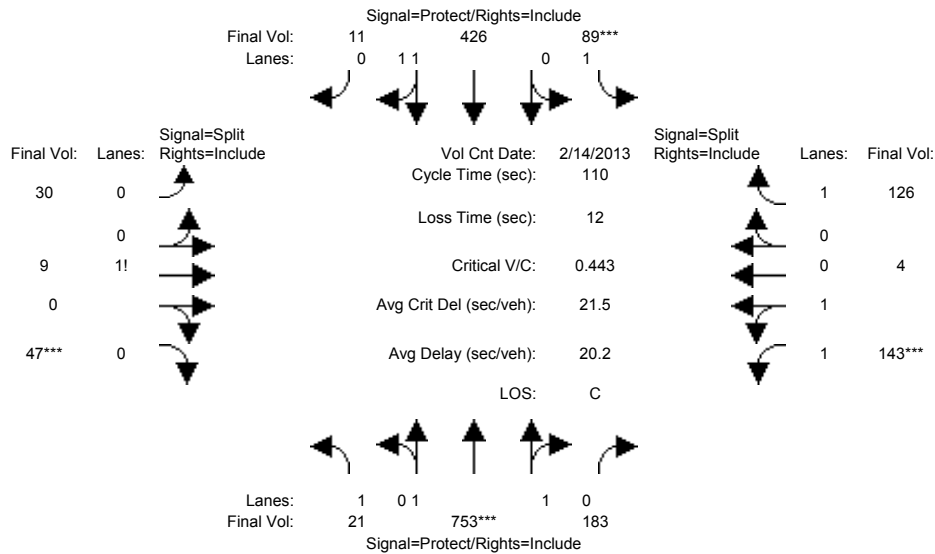 Signal=Protect/Rights=Include
Final Vol: 11 426 89***
Lanes: 0 1 1 0 1
Signal=Split
Final Vol: Lanes: Rights=Include
Vol Cnt Date: 2/14/2013
Signal=Split
Rights=Include Lanes: Final Vol:
Cycle Time (sec): 110
30 0
1 126
Loss Time (sec): 12
0
0
9 1!
Critical V/C: 0.443
0 4
0
Avg Crit Del (sec/veh): 21.5
1
47*** 0
Avg Delay (sec/veh): 20.2
1 143***
LOS: C
Lanes: 1 0 1 1 0
Final Vol: 21 753*** 183
Signal=Protect/Rights=Include